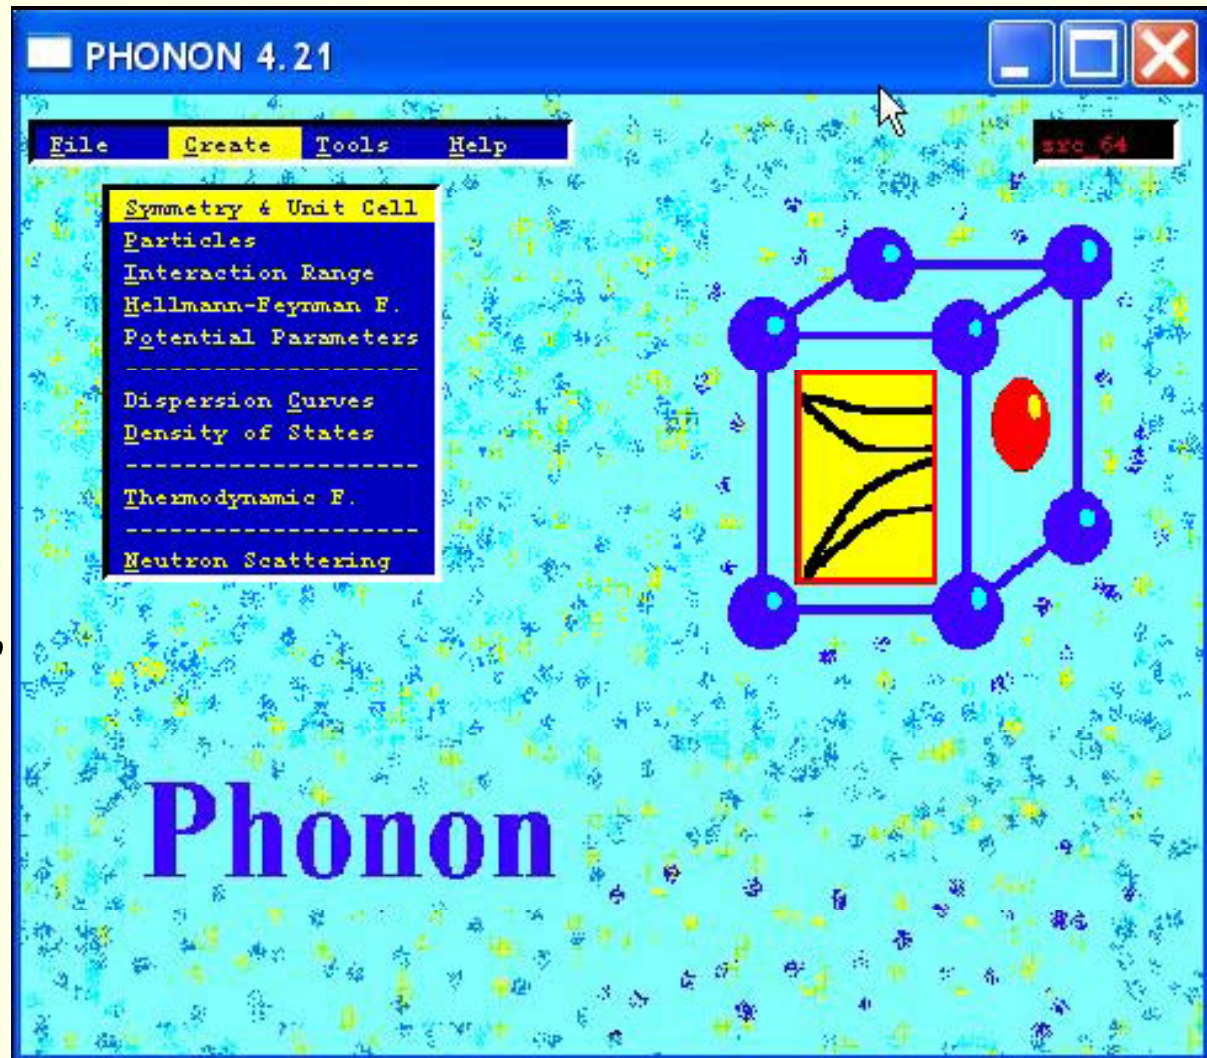 PHONON 4.21
File Create Tools Help
src_64
Symmetry & Unit Cell
Particles
Interaction Range
Hellmann-Feynman F.
Potential Parameters
--------------------
Dispersion Curves
Density of States
--------------------
Thermodynamic F.
--------------------
Neutron Scattering
Phonon